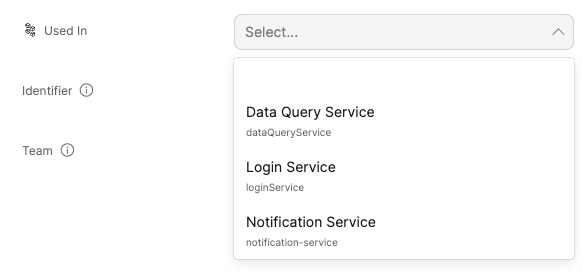 Used In
Select...
Identifier
Data Query Service
dataQueryService
Team
Login Service
loginService
Notification Service
notification-service